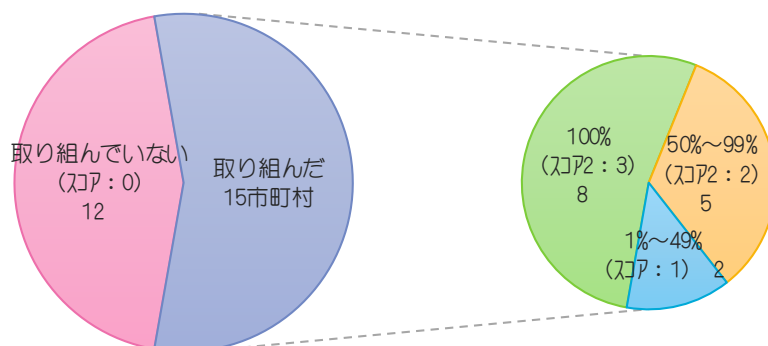 取り組んでいない
（ｽｺｱ：0）
12
取り組んだ
15市町村
100%
（ｽｺｱ2：3）
8
50%～99%
（ｽｺｱ2：2）
5
1%～49%
（ｽｺｱ：1） 2